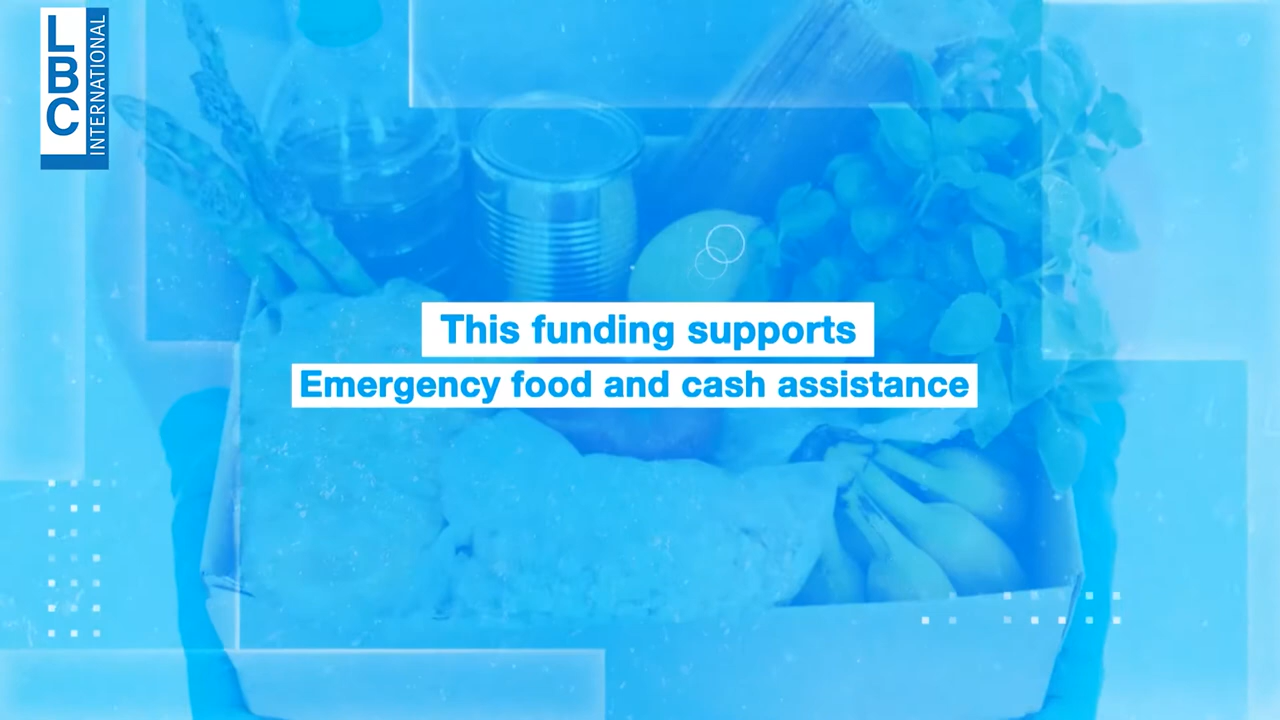 LBC
INTERNATIONAL
This funding supports
Emergency food and cash assistance